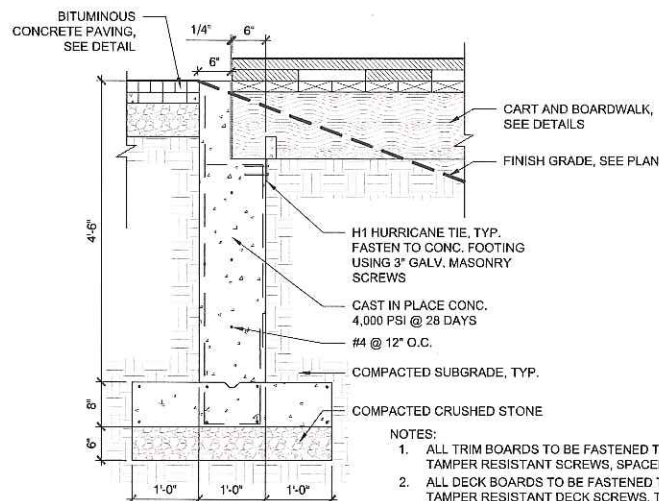 BITUMINOUS
CONCRETE PAVING,
SEE DETAIL
1/4"
6"
6"
CART AND BOARDWALK,
SEE DETAILS
FINISH GRADE, SEE PLAN
4'-6"
H1 HURRICANE TIE, TYP.
FASTEN TO CONC. FOOTING
USING 3" GALV. MASONRY
SCREWS
CAST IN PLACE CONC.
4,000 PSI @ 28 DAYS
#4 @ 12" O.C.
COMPACTED SUBGRADE, TYP.
8"
COMPACTED CRUSHED STONE
6"
NOTES:
1. ALL TRIM BOARDS TO BE FASTENED T
TAMPER RESISTANT SCREWS, SPACE
2. ALL DECK BOARDS TO BE FASTENED
TAMPER RESISTANT DECK SCREWS,
1'-0" 1'-0" 1'-0"